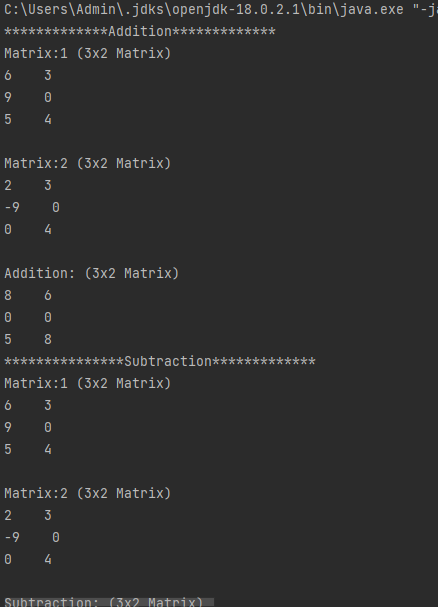 C:\Users\Admin\.jdks\openjdk-18.0.2.1\bin\java.exe "-ja
*************Addition*************
Matrix:1 (3x2 Matrix)
6    3
9    0
5    4
Matrix:2 (3x2 Matrix)
2    3
-9    0
0    4
Addition: (3x2 Matrix)
8    6
0    0
5    8
***************Subtraction*************
Matrix:1 (3x2 Matrix)
6    3
9    0
5    4
Matrix:2 (3x2 Matrix)
2    3
-9    0
0    4
Subtraction: (3x2 Matrix)